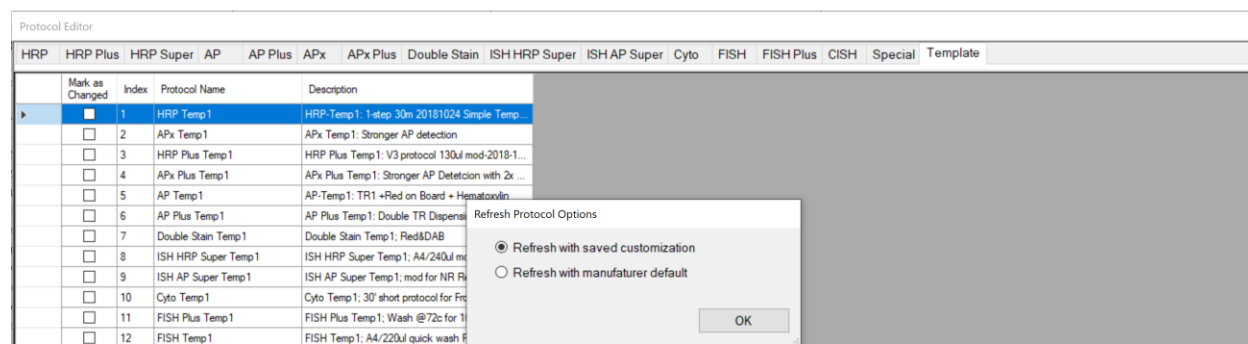 Protocol Editor
HRP HRP Plus HRP Super AP AP Plus APx APx Plus Double Stain ISH HRP Super ISH AP Super Cyto FISH FISH Plus CISH Special Template
Mark as Changed Index Protocol Name Description
1 HRP Temp1 HRP-Temp1: 1-step 30m 20181024 Simple Temp...
2 APx Temp1 APx Temp1: Stronger AP detection
3 HRP Plus Temp1 HRP Plus Temp1: V3 protocol 130ul mod-2018-1...
4 APx Plus Temp1 APx Plus Temp1: Stronger AP Detetcion with 2x ...
5 AP Temp1 AP-Temp1: TR1 +Red on Board + Hematoxylin
6 AP Plus Temp1 AP Plus Temp1: Double TR Dispensi
7 Double Stain Temp1 Double Stain Temp1; Red&DAB
8 ISH HRP Super Temp1 ISH HRP Super Temp1; A4/240ul mo
9 ISH AP Super Temp1 ISH AP Super Temp1; mod for NR R
10 Cyto Temp1 Cyto Temp1; 30' short protocol for Fro
11 FISH Plus Temp1 FISH Plus Temp1; Wash @72c for 1
12 FISH Temp1 FISH Temp1; A4/220ul quick wash
Refresh Protocol Options
Refresh with saved customization
Refresh with manufaturer default
OK